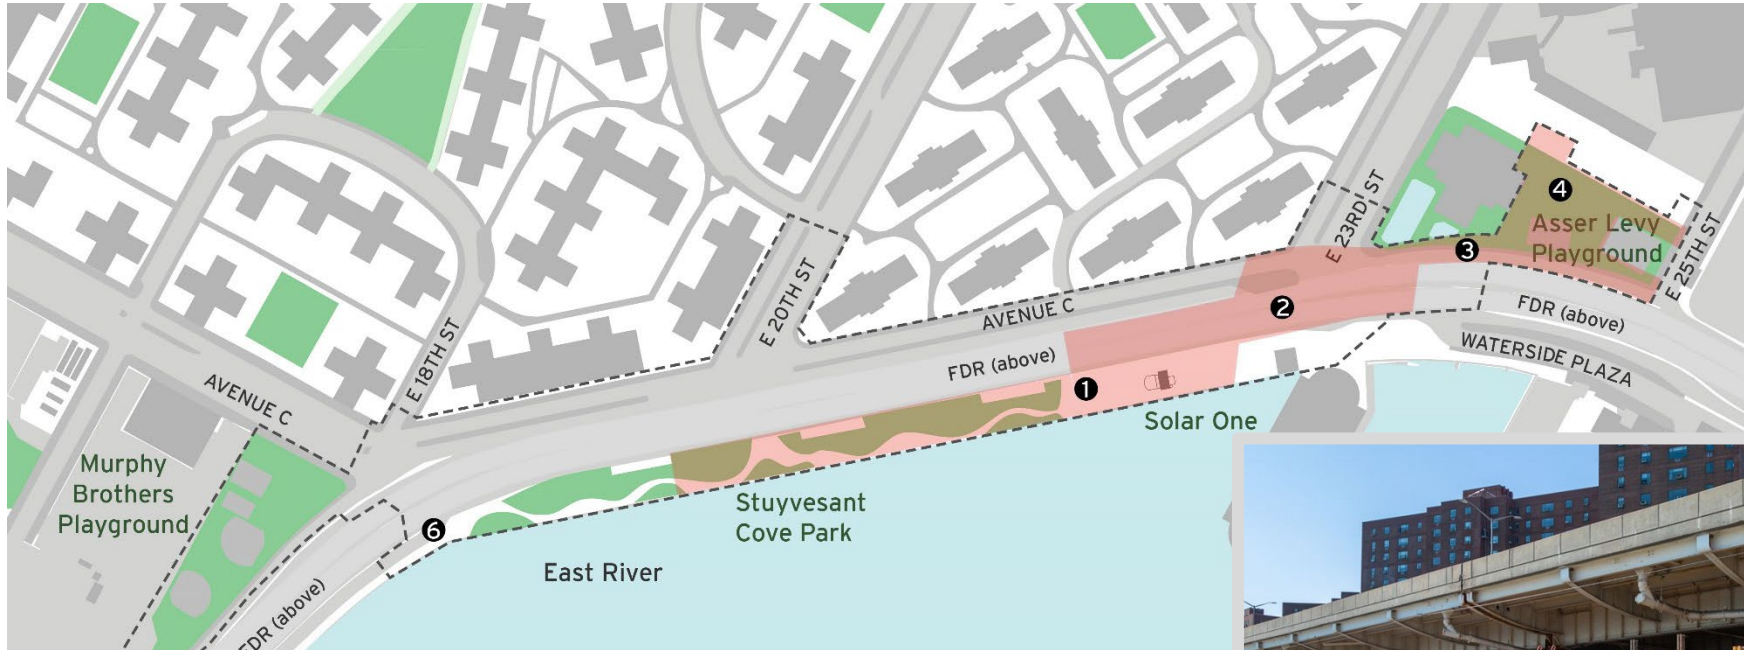 E 23RD ST
4
Asser Levy
Playground
3
E 25TH ST
E 20TH ST
AVENUE C
2
FDR (above)
WATERSIDE PLAZA
FDR (above)
1
Solar One
E 18TH ST
AVENUE C
Murphy
Brothers
Playground
Stuyvesant
Cove Park
6
East River
FDR (above)